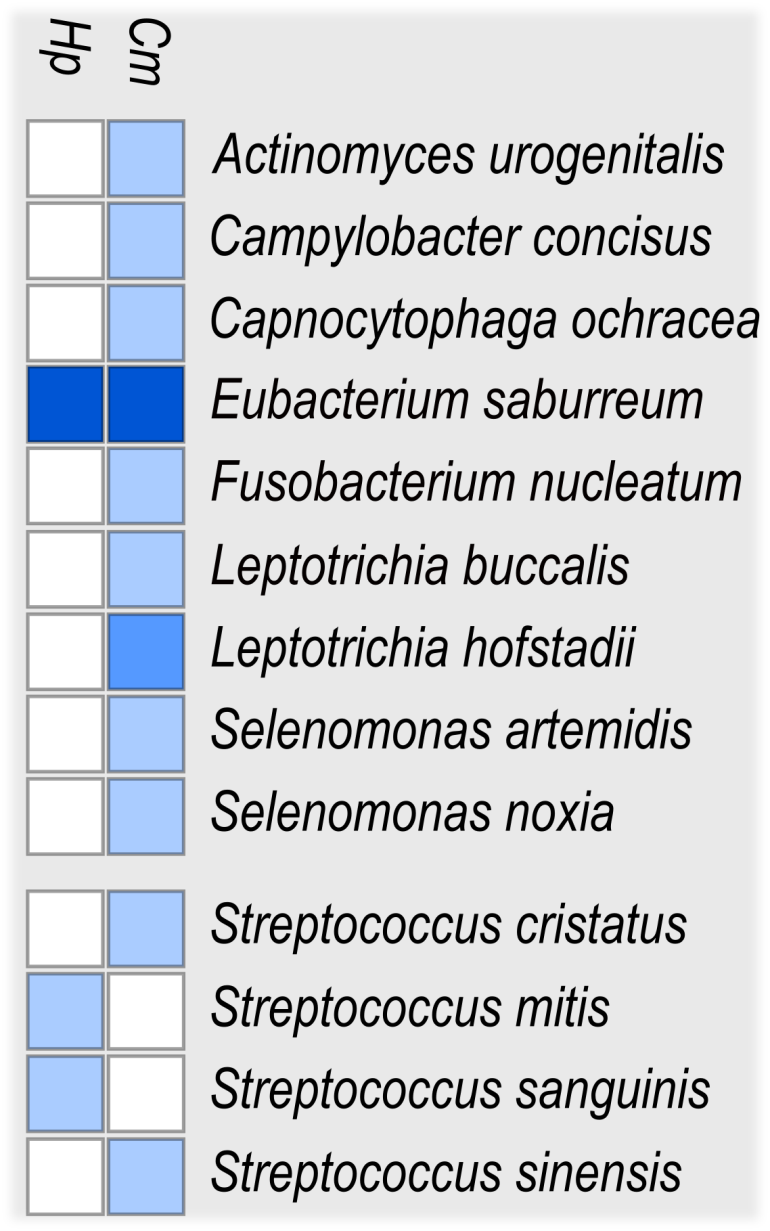 Hp
Cm
Actinomyces urogenitalis
Campylobacter concisus
Capnocytophaga ochracea
Eubacterium saburreum
Fusobacterium nucleatum
Leptotrichia buccalis
Leptotrichia hofstadii
Selenomonas artemidis
Selenomonas noxia
Streptococcus cristatus
Streptococcus mitis
Streptococcus sanguinis
Streptococcus sinensis